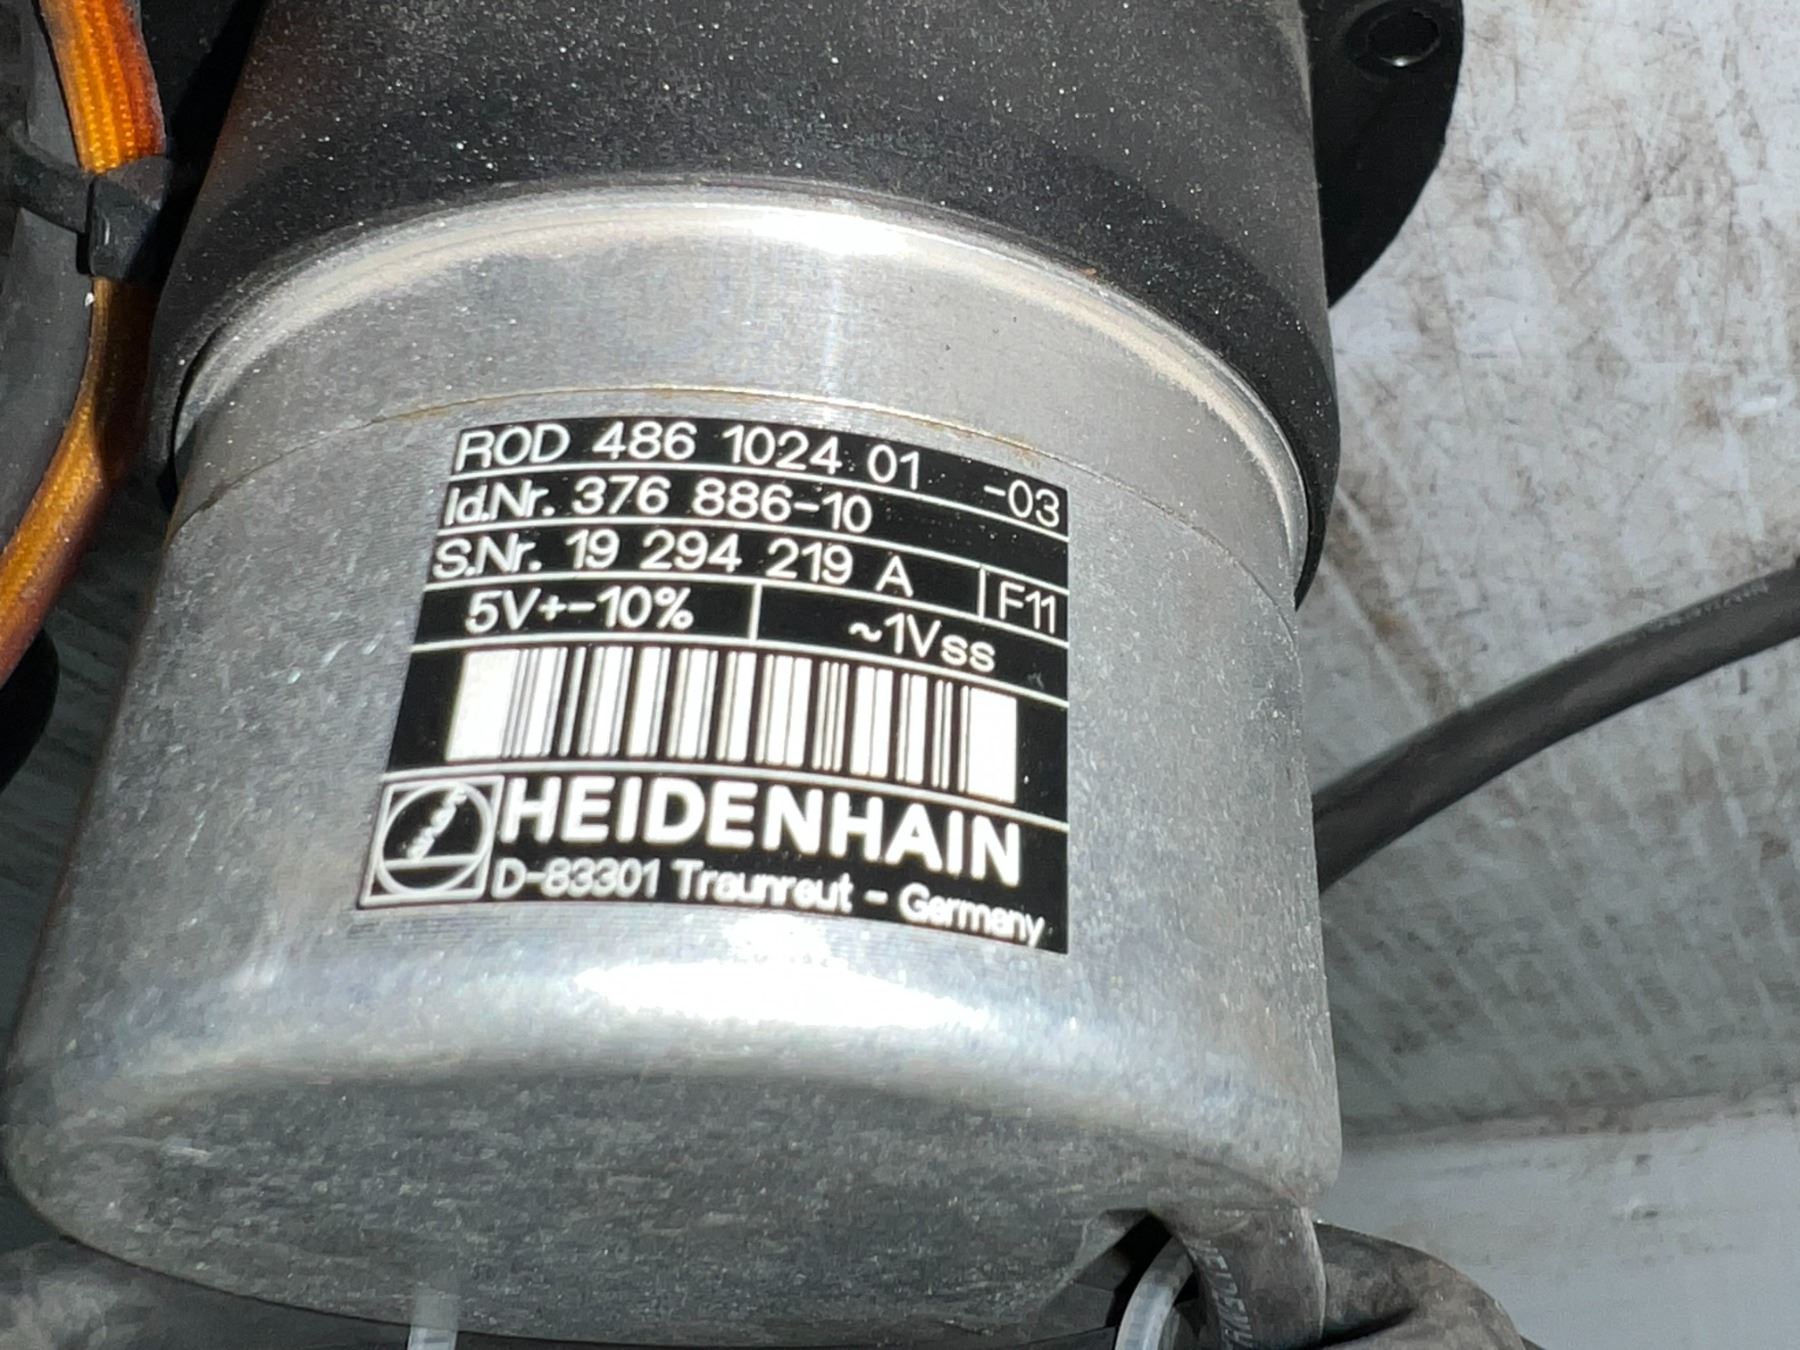 ROD 486 1024 01 -03
Id.Nr. 376 886-10
S.Nr. 19 294 219 A F11
5V+-10% ~1Vss
HEIDENHAIN
D-83301 Traunreut - Germany